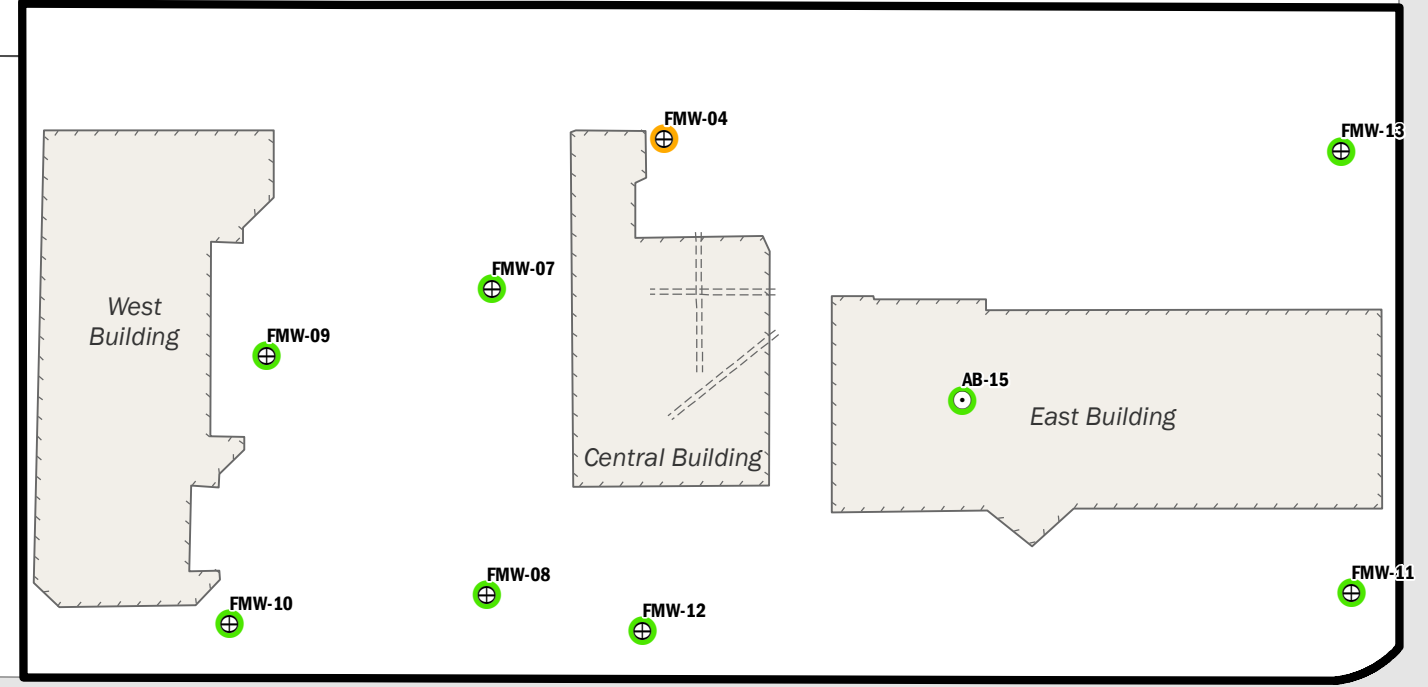 FMW-04
FMW-13
FMW-07
West
Building
FMW-09
AB-15
East Building
Central Building
FMW-08
FMW-11
FMW-10
FMW-12